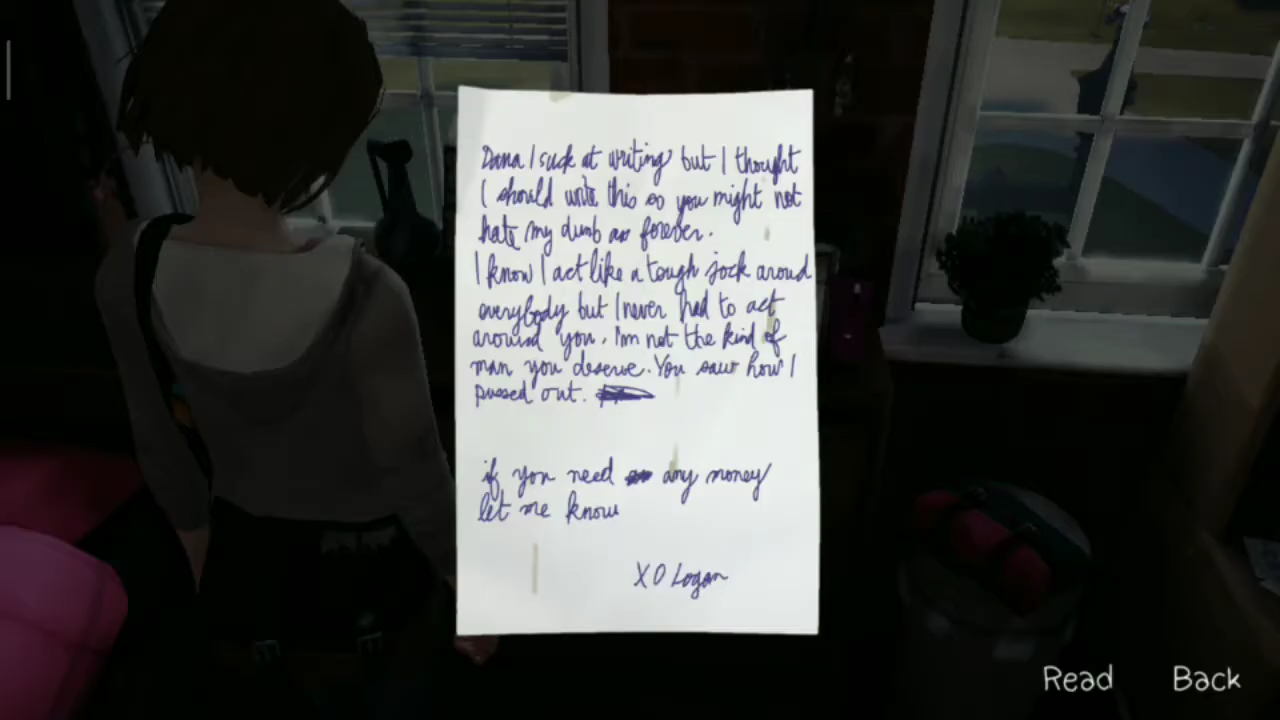 Dana I suck at writing but I thought
I should write this so you might not
hate my dumb ass forever.
I know I act like a tough jock aroud
everybody but I never had to act
around you. I'm not the kind of
man you deserve. You saw how I
pussed out.
if you need any money
let me know
XO Logan
Read Back